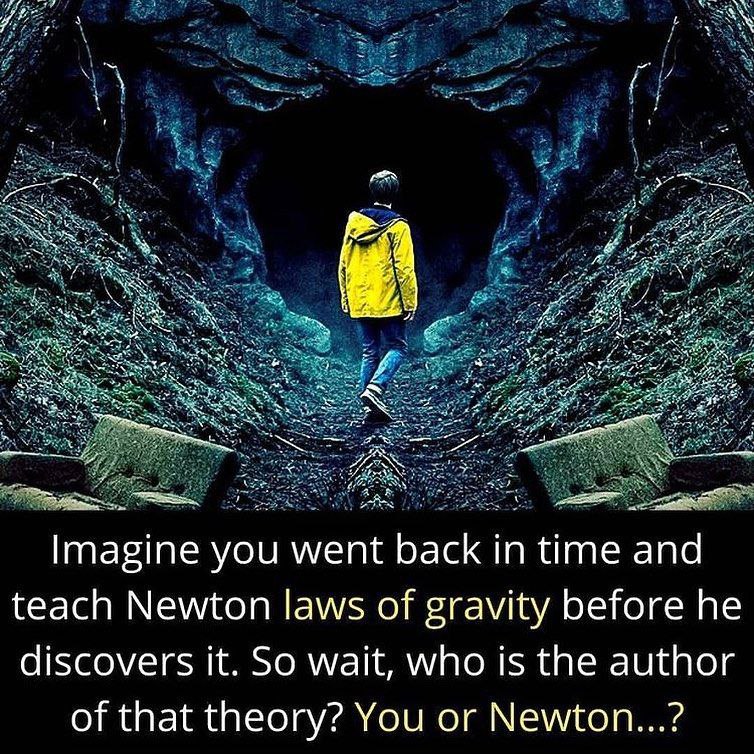 Imagine you went back in time and
teach Newton laws of gravity before he
discovers it. So wait, who is the author
of that theory? You or Newton...?